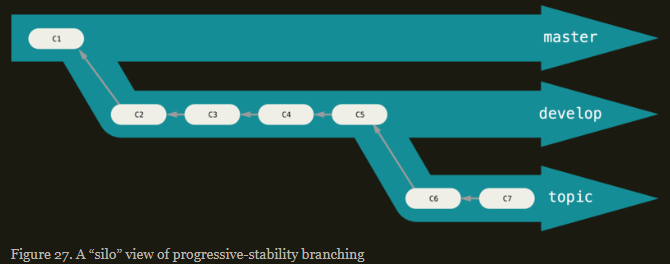 C1
master
C2
C3
C4
C5
develop
C6
C7
topic
Figure 27. A “silo” view of progressive-stability branching